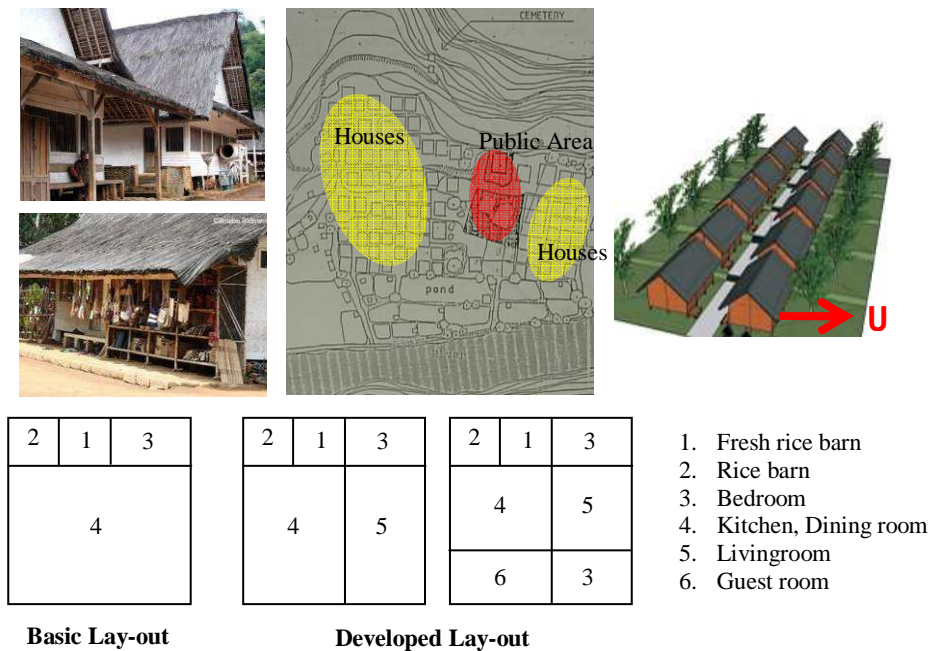 CEMETERY
Houses
Public Area
Houses
pond
U
2 1 3
4
2 1 3
4 5
2 1 3
4 5
6 3
1. Fresh rice barn
2. Rice barn
3. Bedroom
4. Kitchen, Dining room
5. Livingroom
6. Guest room
Basic Lay-out
Developed Lay-out